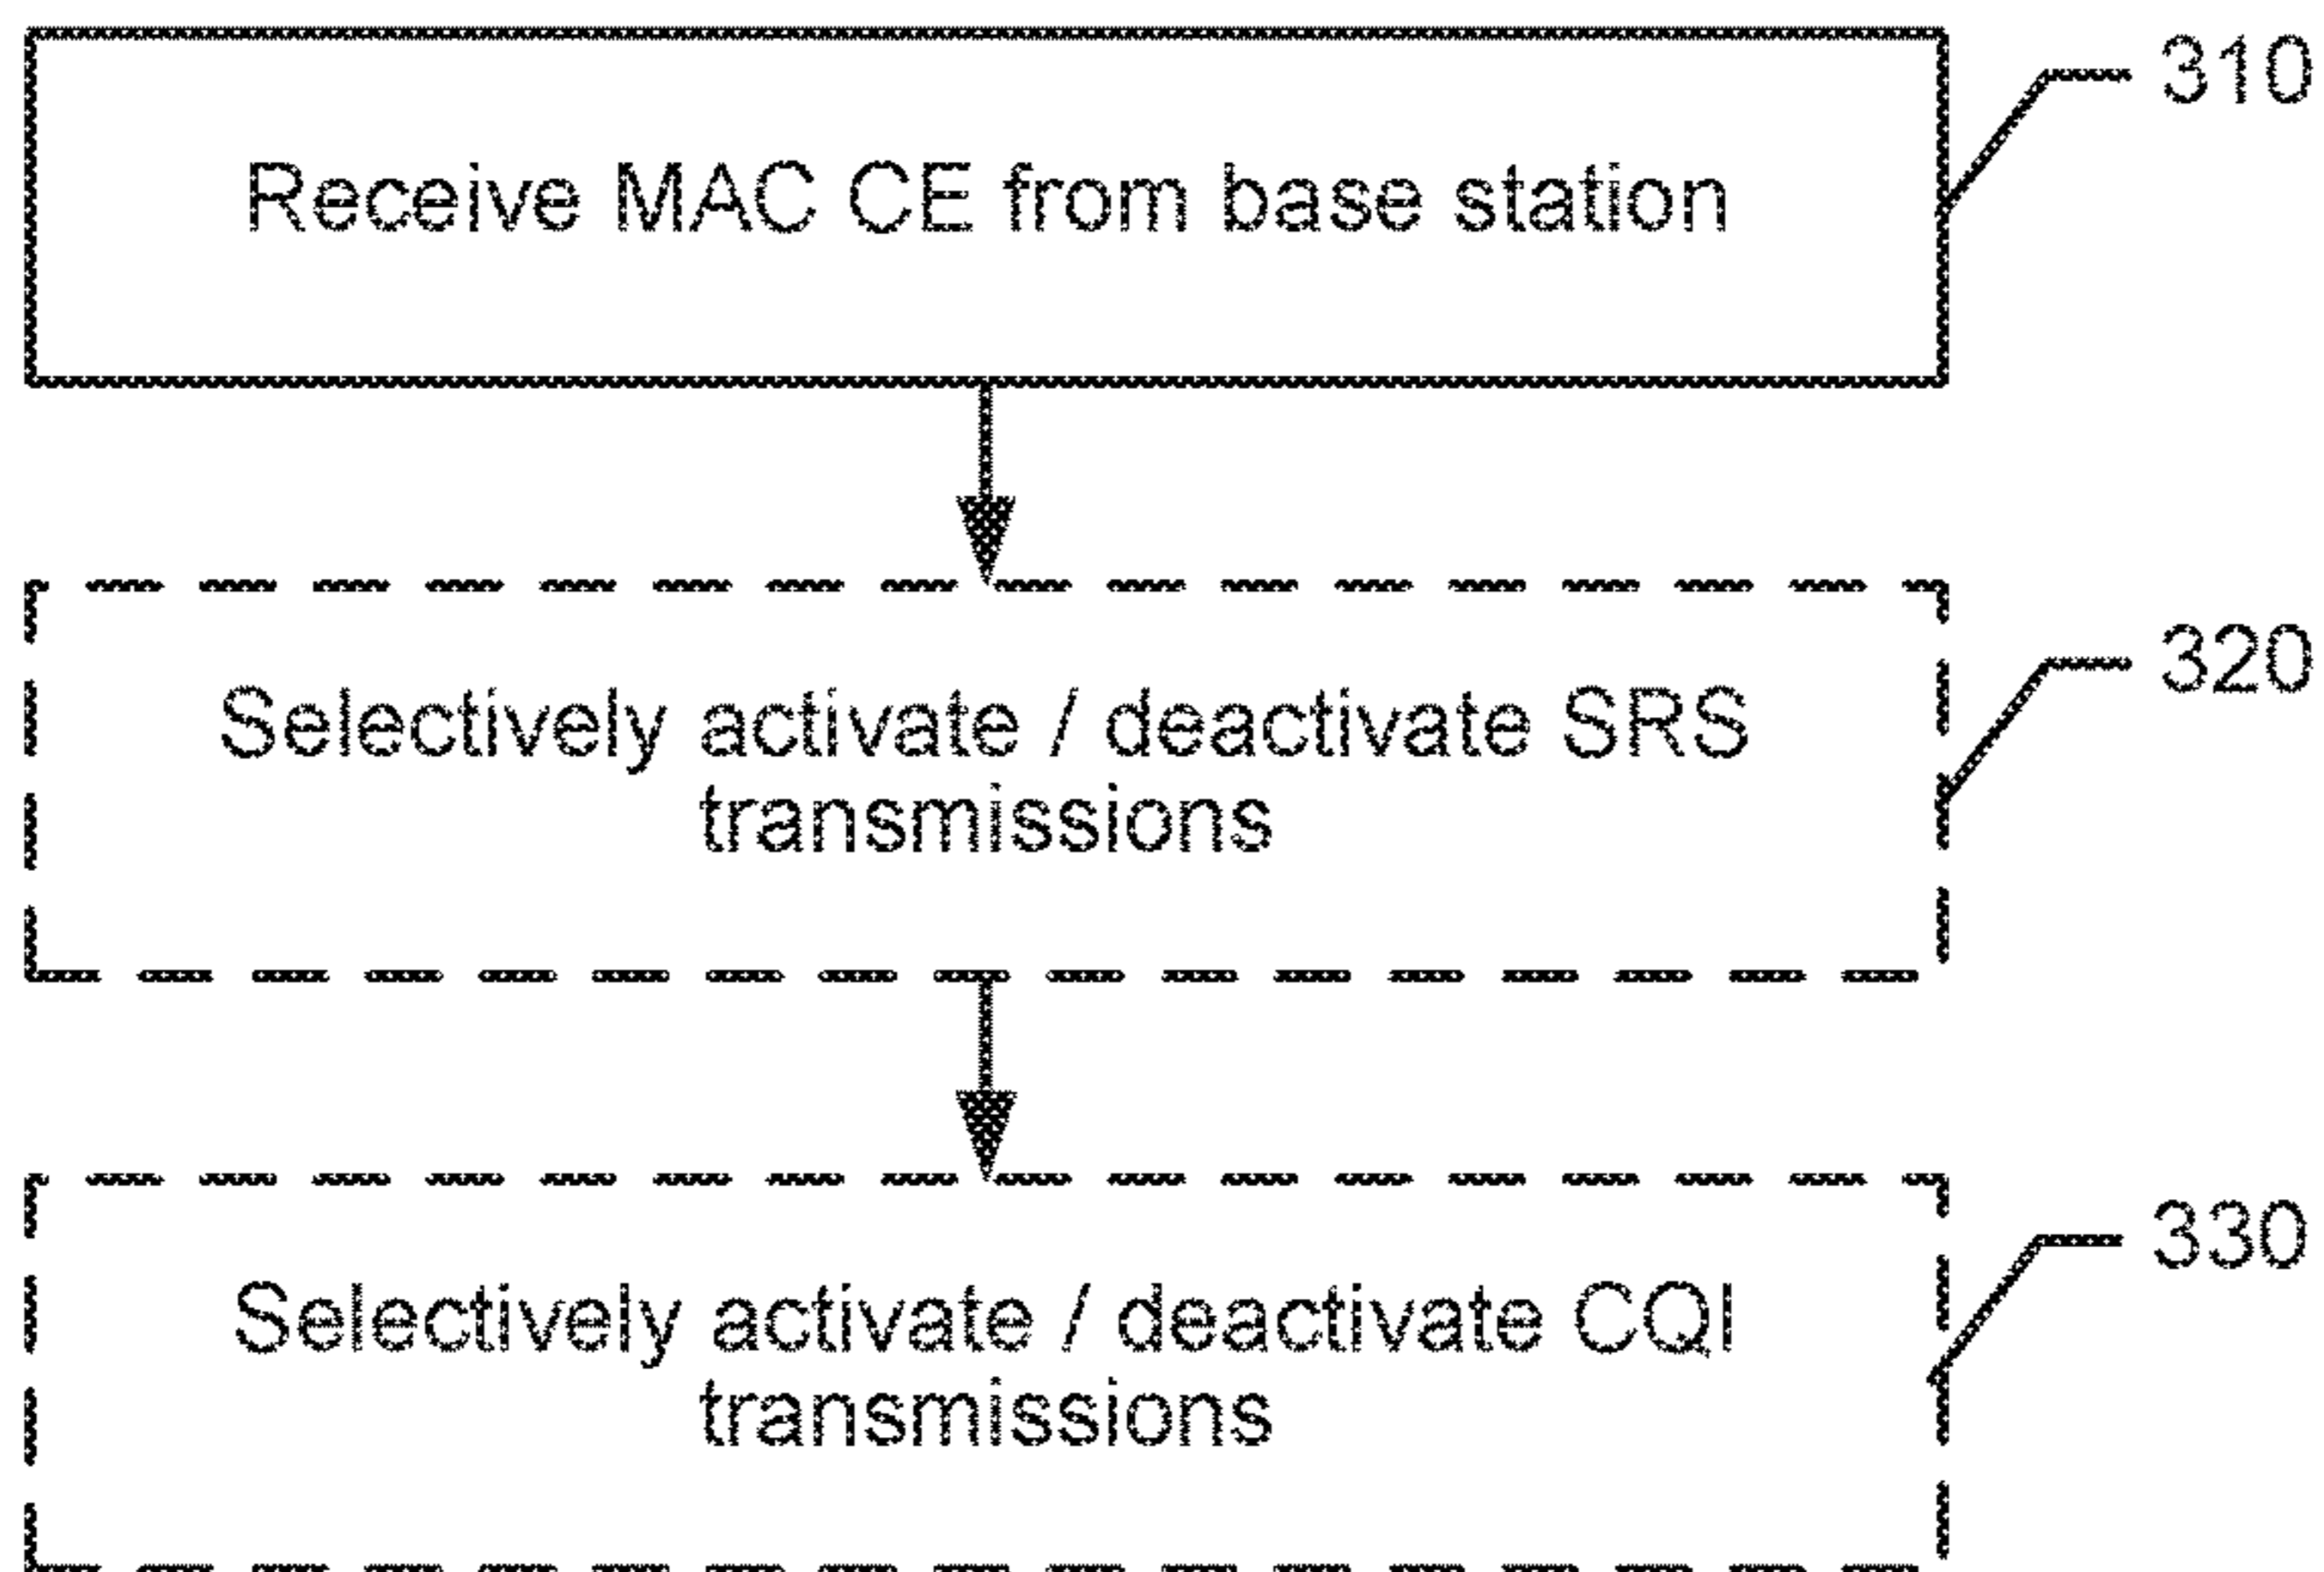 310
Receive MAC CE from base station
320
Selectively activate / deactivate SRS
transmissions
330
Selectively activate / deactivate CQI
transmissions